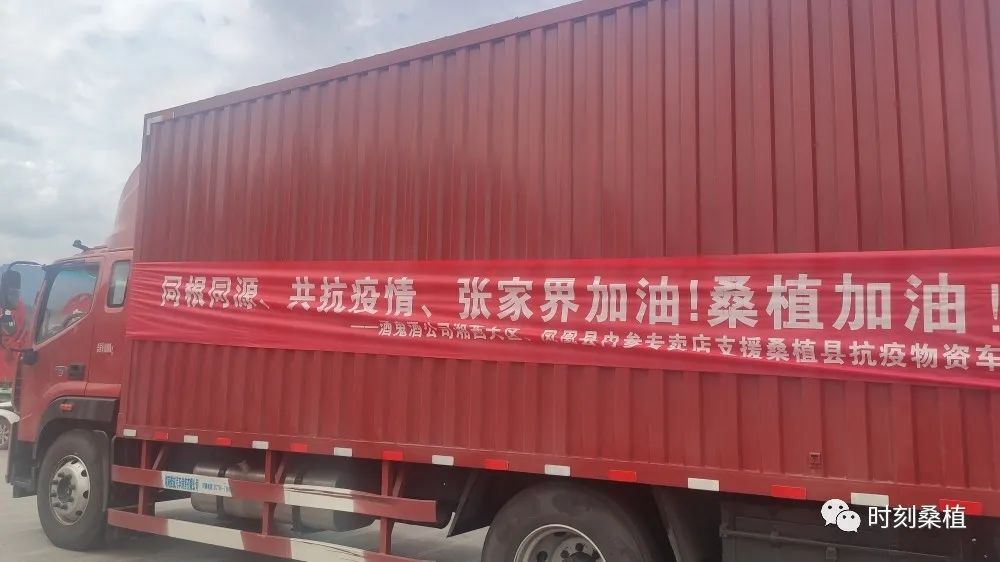 同根同源、共抗疫情、张家界加油!桑植加油!
——酒鬼酒公司湘西大区、凤凰县内参专卖店支援桑植县抗疫物资车
时刻桑植